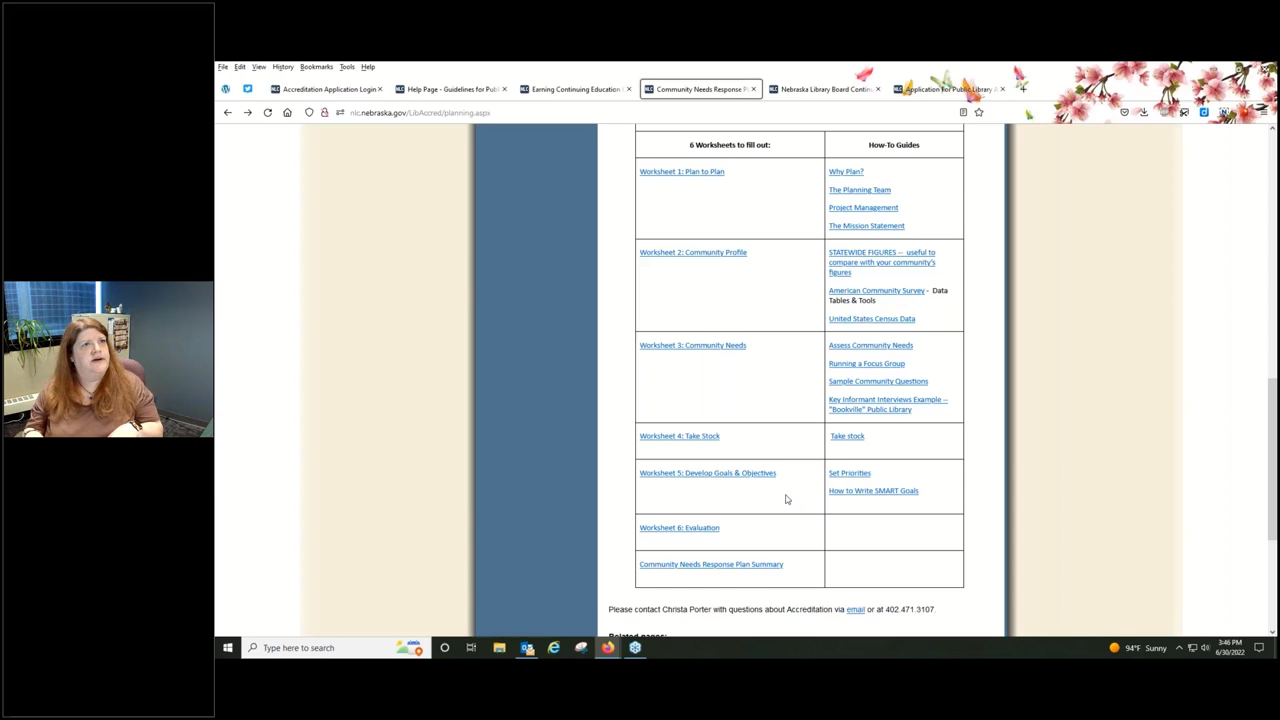 File Edit View History Bookmarks Tools Help
Accreditation Application Login
Help Page - Guidelines for Publ
Earning Continuing Education
Community Needs Response P
Nebraska Library Board Contin
Application for Public Library A
nlc.nebraska.gov/LibAccred/planning.aspx
6 Worksheets to fill out:
How-To Guides
Worksheet 1: Plan to Plan
Why Plan?
The Planning Team
Project Management
The Mission Statement
Worksheet 2: Community Profile
STATEWIDE FIGURES -- useful to
compare with your community's
figures
American Community Survey - Data
Tables & Tools
United States Census Data
Worksheet 3: Community Needs
Assess Community Needs
Running a Focus Group
Sample Community Questions
Key Informant Interviews Example --
"Bookville" Public Library
Worksheet 4: Take Stock
Take stock
Worksheet 5: Develop Goals & Objectives
Set Priorities
How to Write SMART Goals
Worksheet 6: Evaluation
Community Needs Response Plan Summary
Please contact Christa Porter with questions about Accreditation via email or at 402.471.3107.
Related pages:
Type here to search
94°F Sunny
3:46 PM
6/30/2022